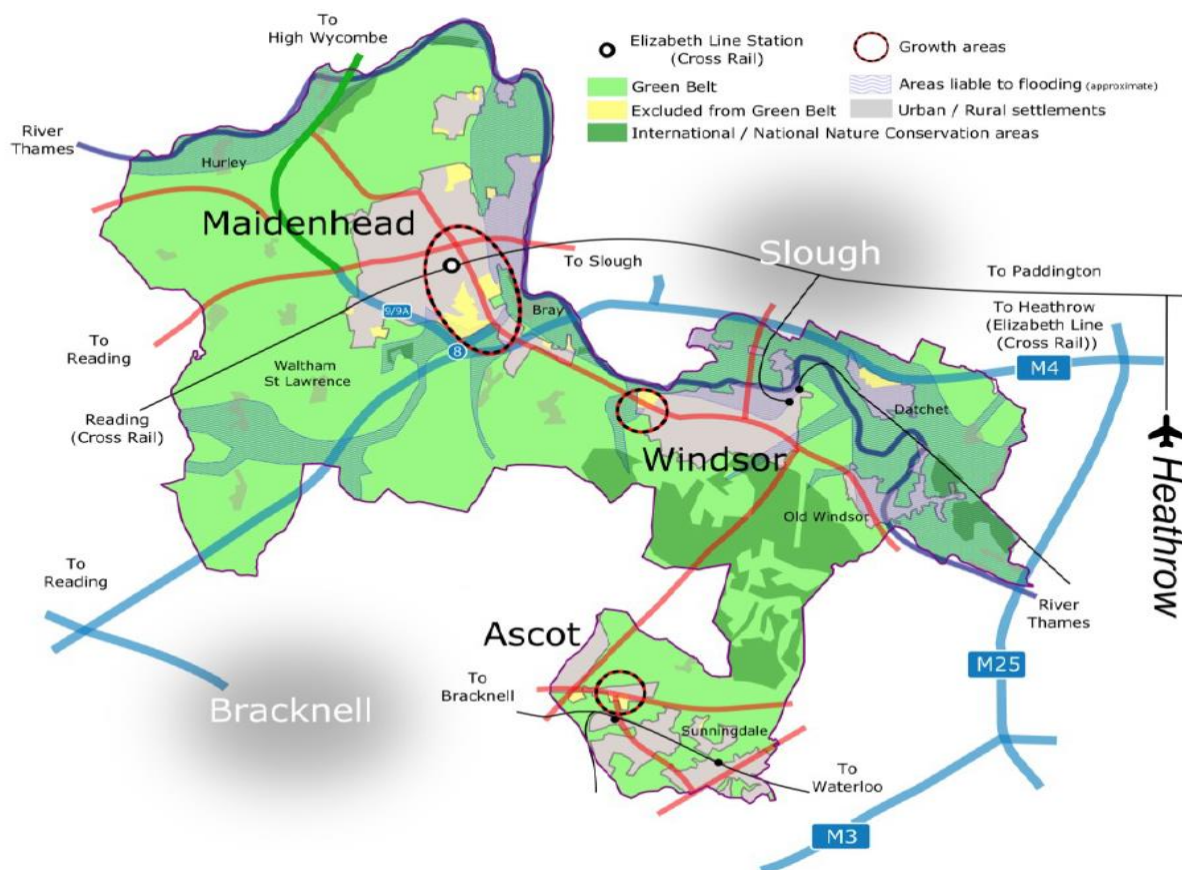 To
High Wycombe
Elizabeth Line Station
(Cross Rail)
Growth areas
Green Belt
Areas liable to flooding (approximate)
Excluded from Green Belt
Urban / Rural settlements
International / National Nature Conservation areas
River
Thames
Hurley
Maidenhead
Slough
To Slough
To Paddington
Bray
9/9A
To Heathrow
(Elizabeth Line
(Cross Rail))
To
Reading
8
M4
Waltham
St Lawrence
Reading
(Cross Rail)
Datchet
Windsor
Heathrow
Old Windsor
To
Reading
River
Thames
Ascot
M25
To
Bracknell
Bracknell
Sunningdale
To
Waterloo
M3